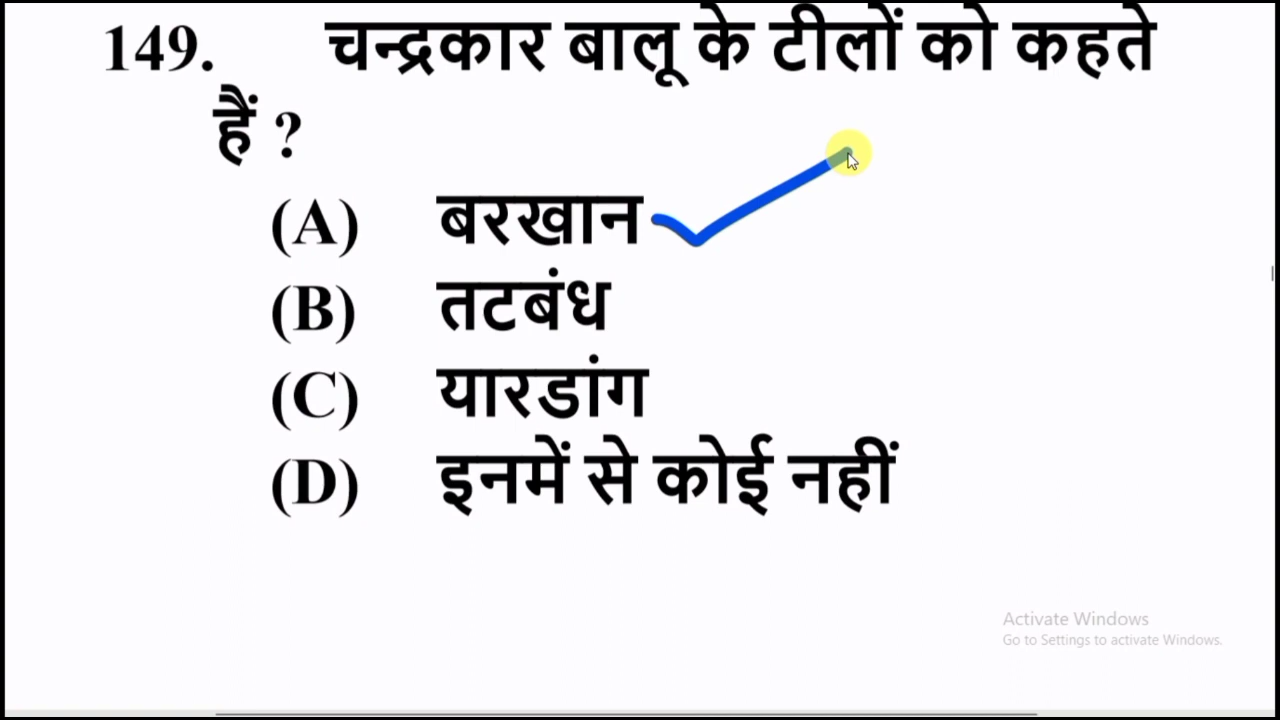 149. चन्द्रकार बालू के टीलों को कहते
हैं ?
(A) बरखान
(B) तटबंध
(C) यारडांग
(D) इनमें से कोई नहीं
Activate Windows
Go to Settings to activate Windows.